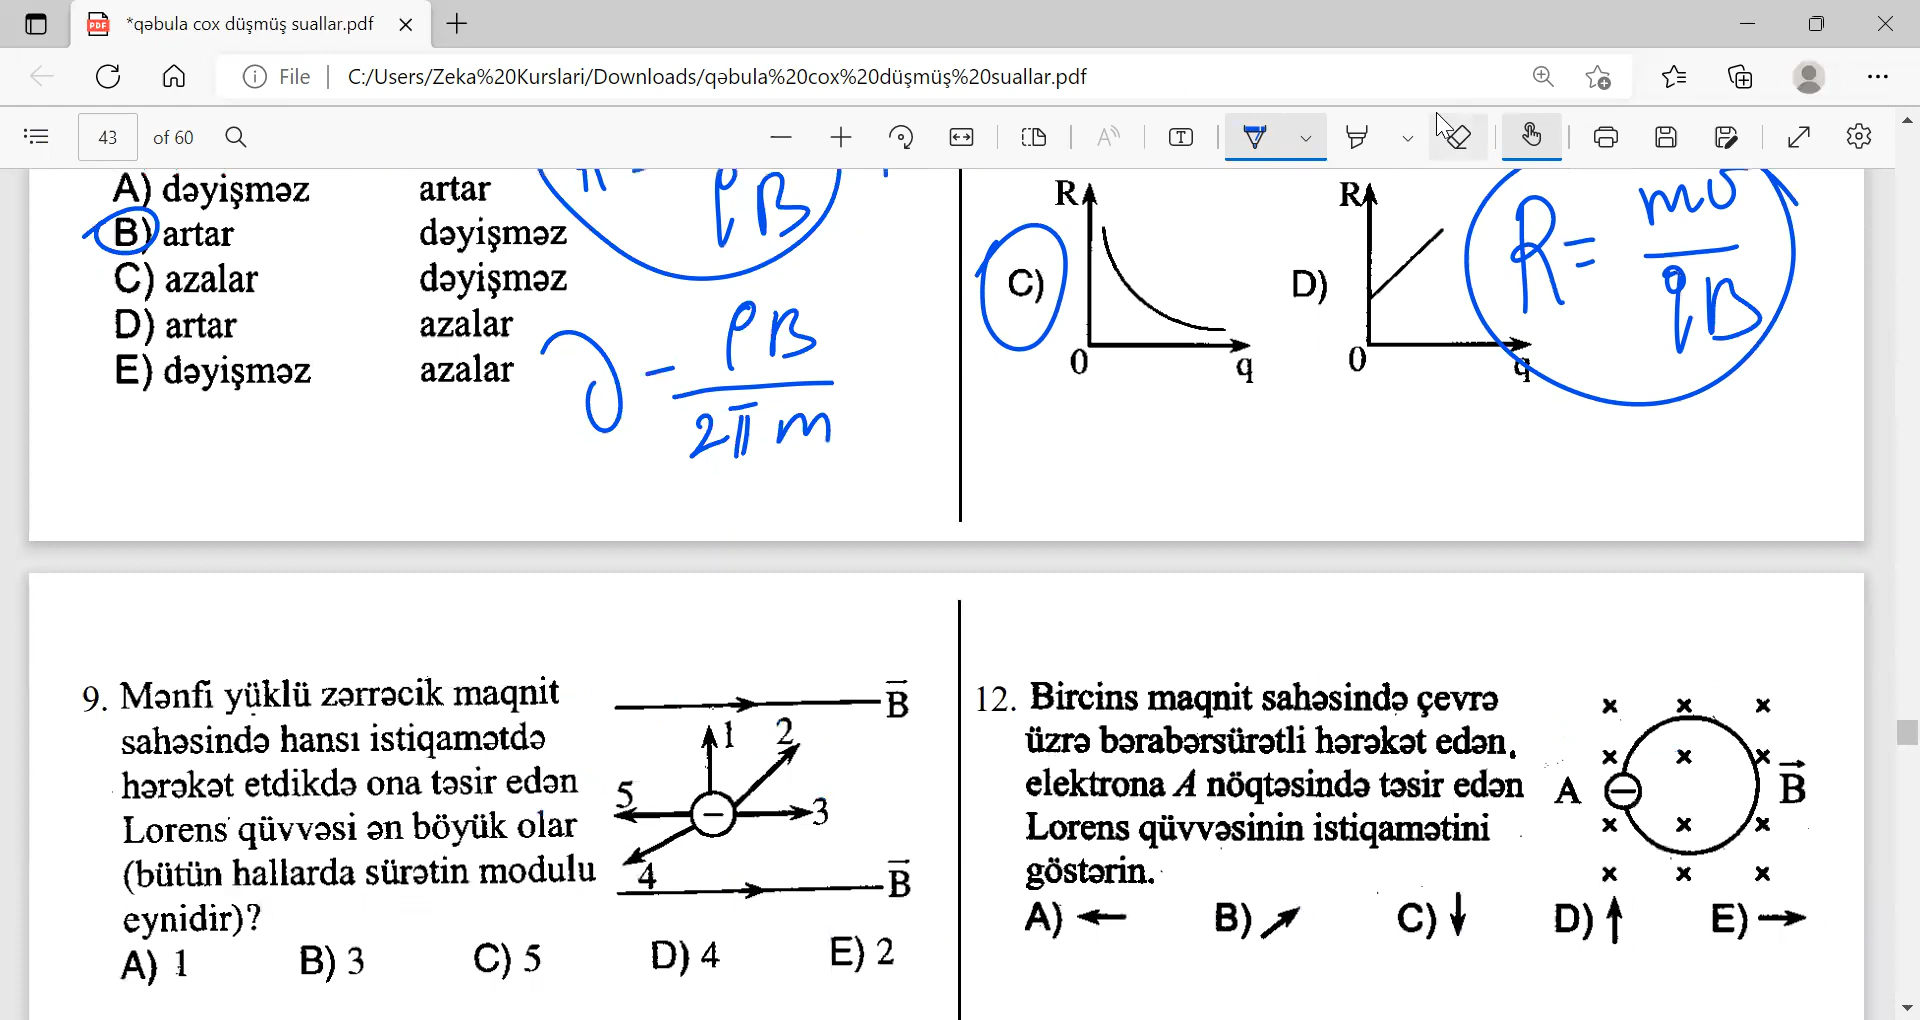 *qəbula cox düşmüş suallar.pdf
File
C:/Users/Zeka%20Kurslari/Downloads/qəbula%20cox%20düşmüş%20suallar.pdf
43 of 60
A) dəyişməz artar
B) artar dəyişməz
C) azalar dəyişməz
D) artar azalar
E) dəyişməz azalar
qB
2π m
R
C)
0
q
R
D)
0
q
R = mυ
qB
9. Mənfi yüklü zərrəcik maqnit
sahəsində hansı istiqamətdə
hərəkət etdikdə ona təsir edən
Lorens qüvvəsi ən böyük olar
(bütün hallarda sürətin modulu
eynidir)?
B
1
2
5
3
4
B
A) 1 B) 3 C) 5 D) 4 E) 2
12. Bircins maqnit sahəsində çevrə
üzrə bərabərsürətli hərəkət edən
elektrona A nöqtəsində təsir edən
Lorens qüvvəsinin istiqamətini
göstərin.
x x x
x x x
A − B
x x x
x x x
A) ← B) ↗ C) ↓ D) ↑ E) →